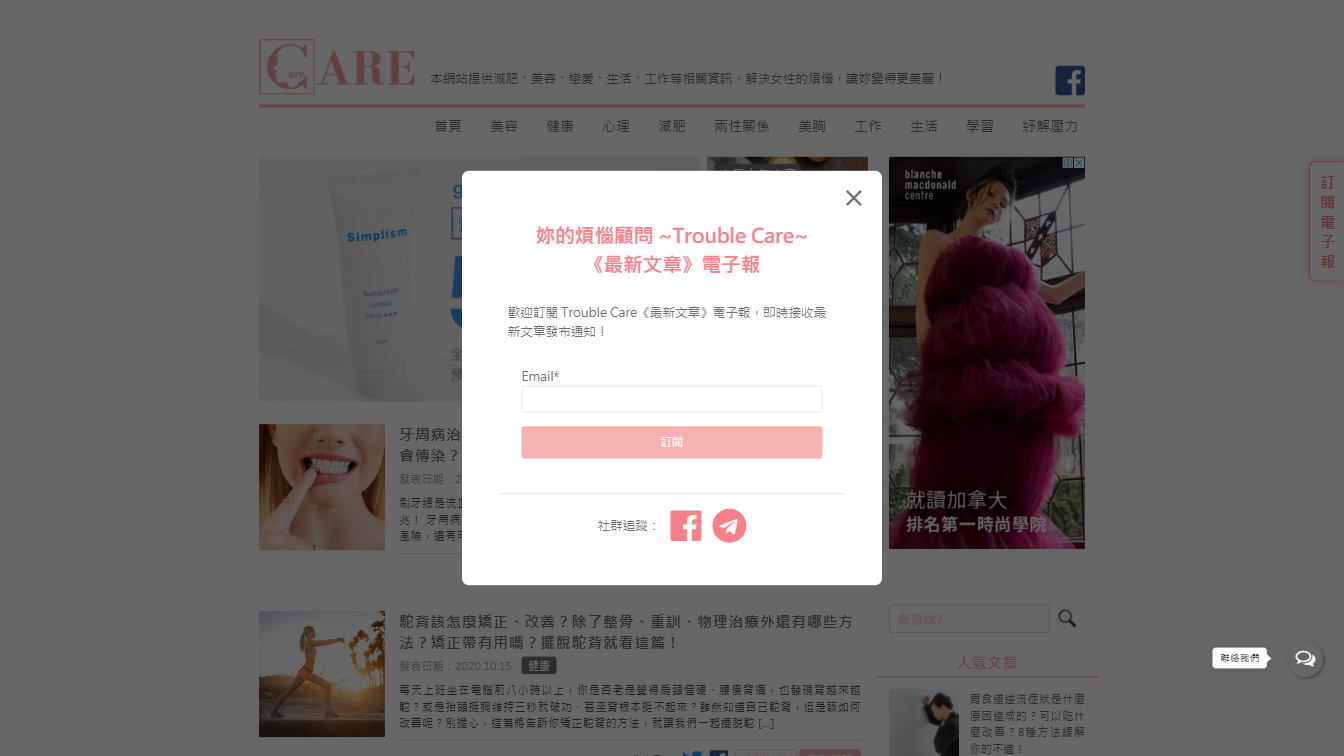 CARE
本網站提供減肥、美容、戀愛、生活、工作等相關資訊，解決女性的煩惱，讓妳變得更美麗！
首頁 美容 健康 心理 減肥 兩性關係 美胸 工作 生活 學習 紓解壓力
blanche
macdonald
centre
訂閱電子報
Simplism
Sunscreen
Lotion
妳的煩惱顧問 ~Trouble Care~
《最新文章》電子報
歡迎訂閱 Trouble Care《最新文章》電子報，即時接收最
新文章發布通知！
Email*
訂閱
社群追蹤：
就讀加拿大
排名第一時尚學院
牙周病治
會傳染？
發表日期：2
刷牙總是流血
兆！ 牙周病
風險，還有
駝背該怎麼矯正、改善？除了整骨、重訓、物理治療外還有哪些方
法？矯正帶有用嗎？擺脫駝背就看這篇！
發表日期：2020.10.15 健康
每天上班坐在電腦前八小時以上，你是否老是覺得肩頸僵硬、腰痠背痛，也發現背越來越
駝？或是抬頭挺胸維持三秒就破功、甚至背根本挺不起來？雖然知道自己駝背，但是該如何
改善呢？別擔心，這篇將告訴你矯正駝背的方法，就讓我們一起擺脫駝 [...]
我想找?
人氣文章
胃食道逆流症狀是什麼
原因造成的？可以吃什
麼改善？8種方法緩解
你的不適！
聯絡我們